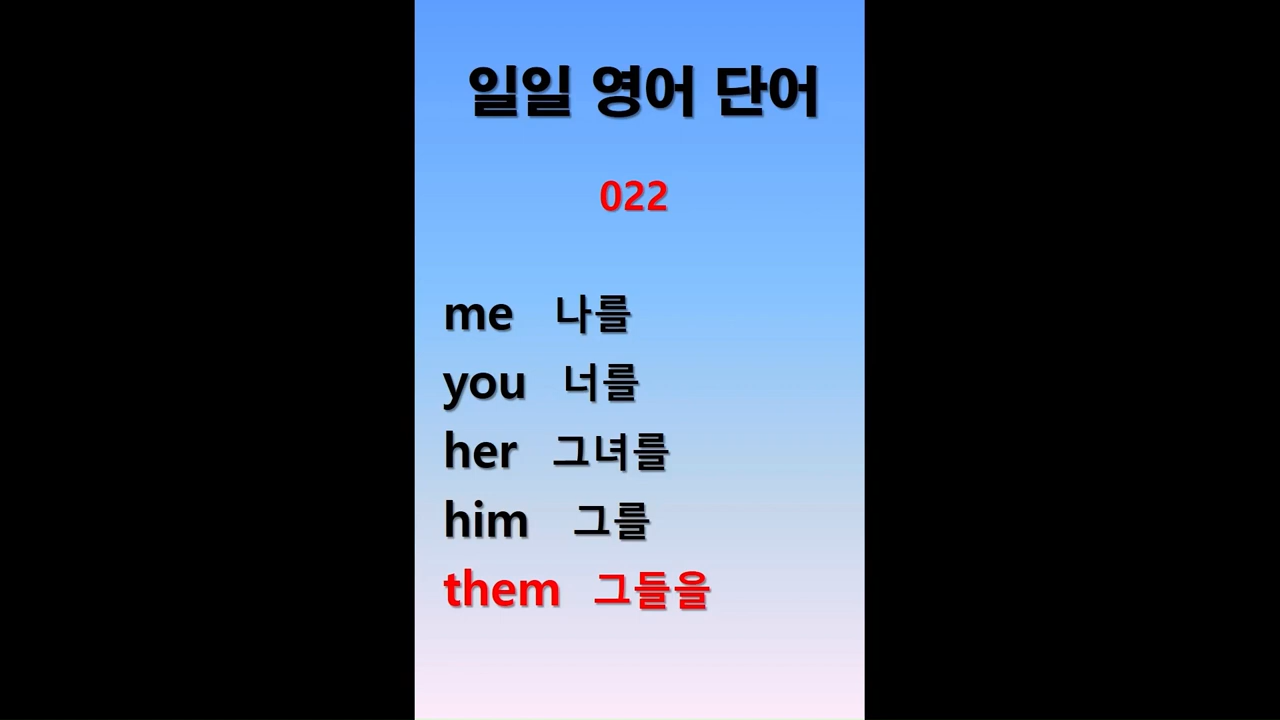 일일 영어 단어
022
me 나를
you 너를
her 그녀를
him 그를
them 그들을